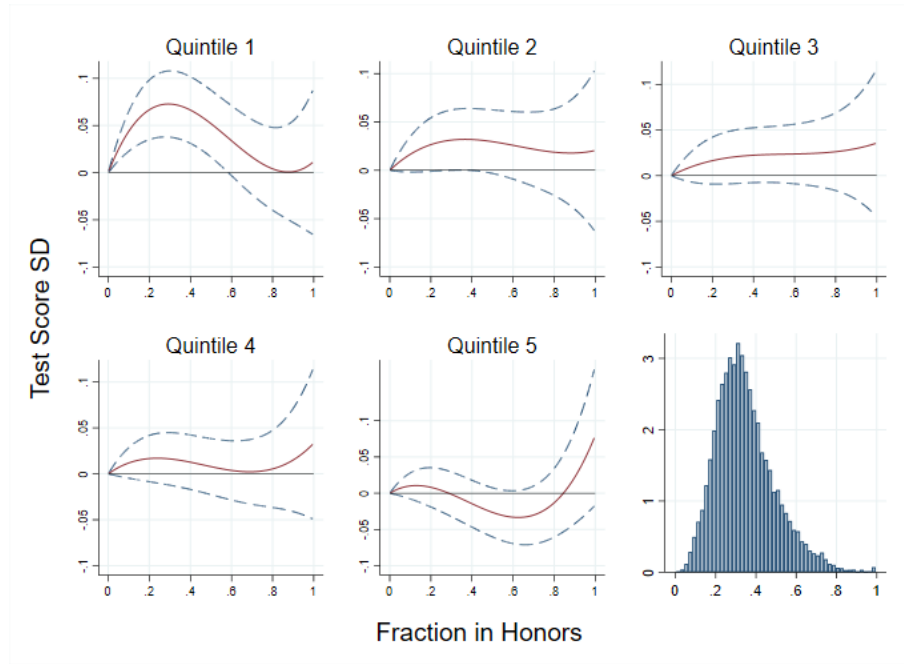 Quintile 1
Quintile 2
Quintile 3
.1
.05
0
-.05
-.1
0 .2 .4 .6 .8 1
.1
.05
0
-.05
-.1
0 .2 .4 .6 .8 1
.1
.05
0
-.05
-.1
0 .2 .4 .6 .8 1
Test Score SD
Quintile 4
Quintile 5
.1
.05
0
-.05
-.1
0 .2 .4 .6 .8 1
.1
.05
0
-.05
-.1
0 .2 .4 .6 .8 1
3
2
1
0
0 .2 .4 .6 .8 1
Fraction in Honors